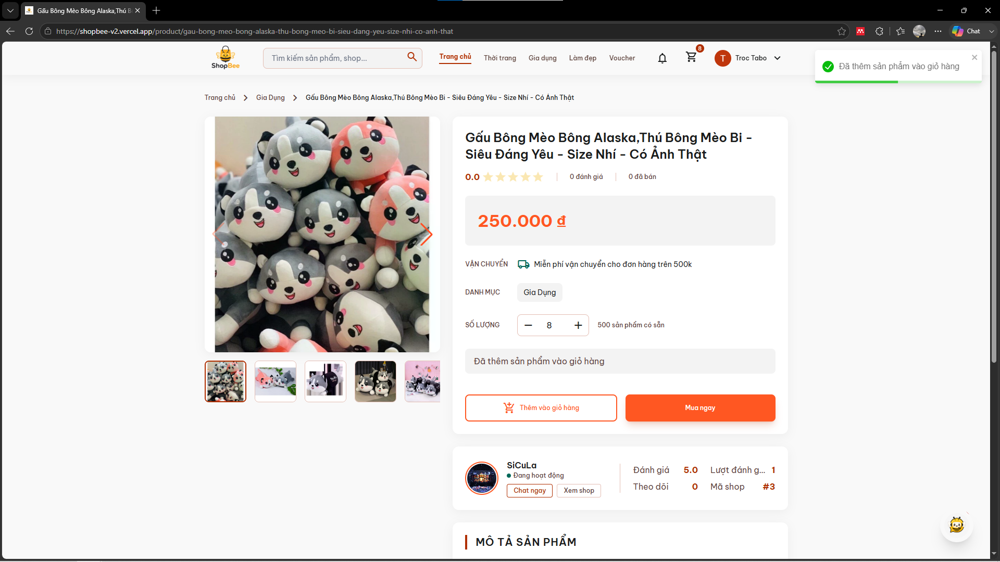 Gấu Bông Mèo Bông Alaska,Thú B
https://shopbee-v2.vercel.app/product/gau-bong-meo-bong-alaska-thu-bong-meo-bi-sieu-dang-yeu-size-nhi-co-anh-that
Chat
ShopBee
Tìm kiếm sản phẩm, shop...
Trang chủ
Thời trang
Gia dụng
Làm đẹp
Voucher
8
T
Troc Tabo
Đã thêm sản phẩm vào giỏ hàng
Trang chủ
Gia Dụng
Gấu Bông Mèo Bông Alaska,Thú Bông Mèo Bi - Siêu Đáng Yêu - Size Nhí - Có Ảnh Thật
Gấu Bông Mèo Bông Alaska,Thú Bông Mèo Bi -
Siêu Đáng Yêu - Size Nhí - Có Ảnh Thật
0.0
0 đánh giá
0 đã bán
250.000 ₫
VẬN CHUYỂN
Miễn phí vận chuyển cho đơn hàng trên 500k
DANH MỤC
Gia Dụng
SỐ LƯỢNG
8
500 sản phẩm có sẵn
Đã thêm sản phẩm vào giỏ hàng
Thêm vào giỏ hàng
Mua ngay
SiCuLa
Đang hoạt động
Chat ngay
Xem shop
Đánh giá 5.0
Lượt đánh g... 1
Theo dõi 0
Mã shop #3
MÔ TẢ SẢN PHẨM